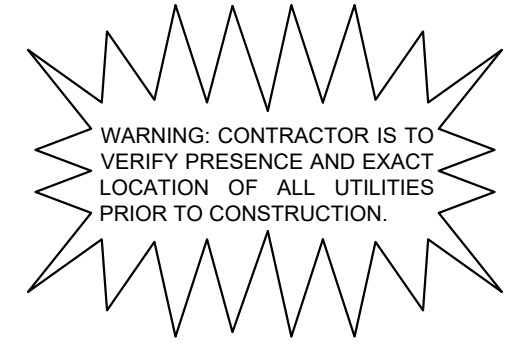 WARNING: CONTRACTOR IS TO
VERIFY PRESENCE AND EXACT
LOCATION OF ALL UTILITIES
PRIOR TO CONSTRUCTION.